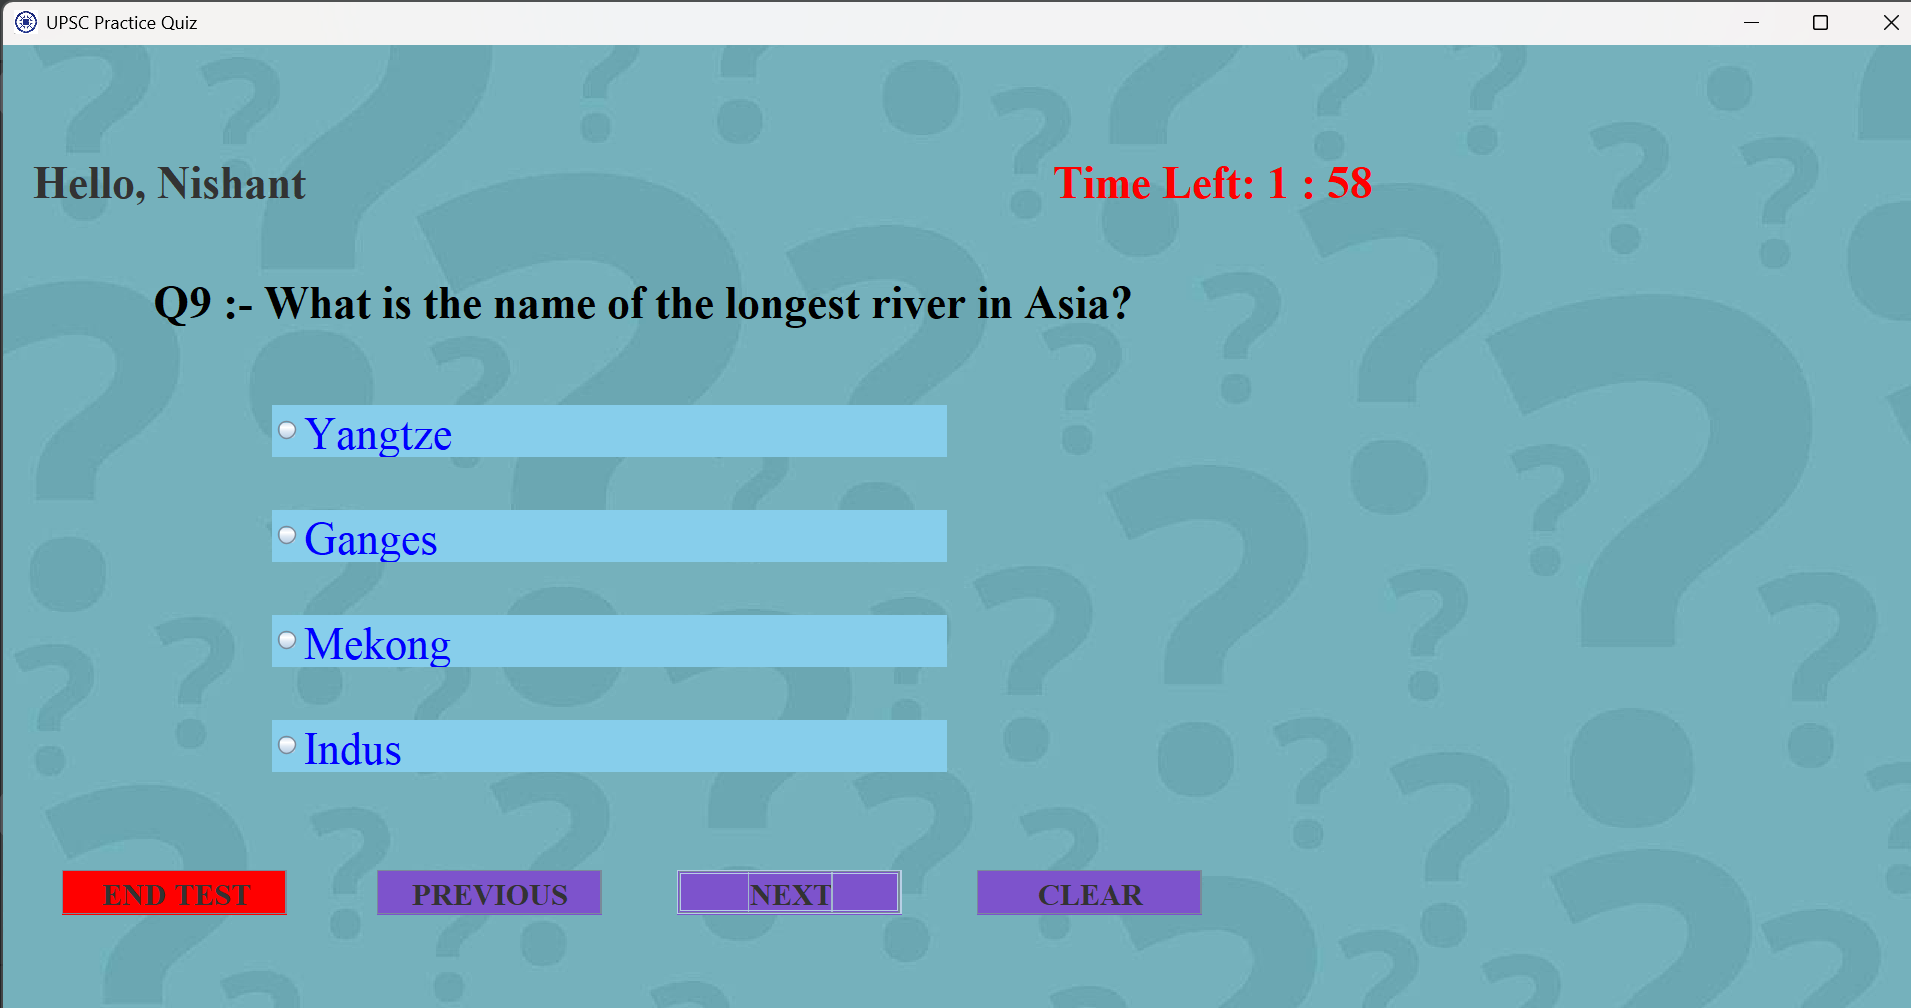 UPSC Practice Quiz
Hello, Nishant
Time Left: 1 : 58
Q9 :- What is the name of the longest river in Asia?
Yangtze
Ganges
Mekong
Indus
END TEST
PREVIOUS
NEXT
CLEAR